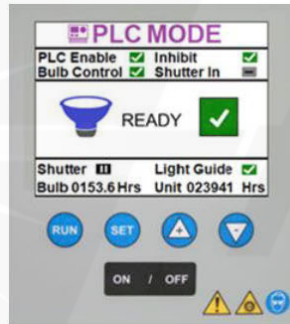 PLC MODE
PLC Enable Inhibit
Bulb Control Shutter In
READY
Shutter Light Guide
Bulb 0153.6 Hrs Unit 023941 Hrs
RUN SET + -
ON / OFF